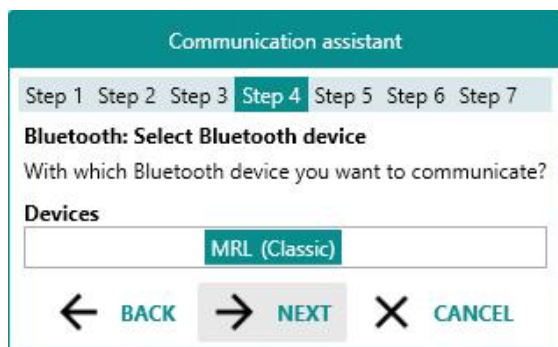 Communication assistant
Step 1 Step 2 Step 3 Step 4 Step 5 Step 6 Step 7
Bluetooth: Select Bluetooth device
With which Bluetooth device you want to communicate?
Devices
MRL (Classic)
BACK NEXT CANCEL